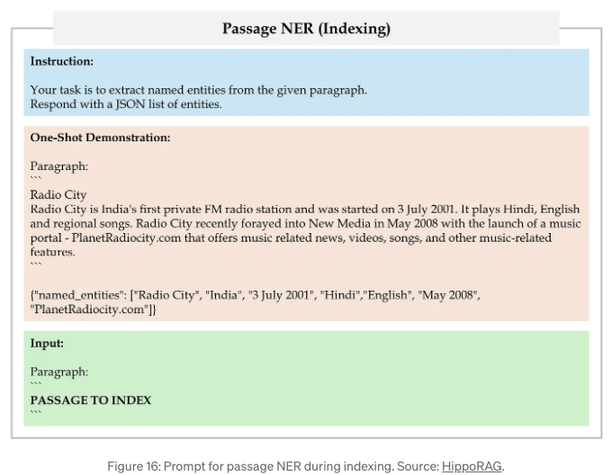 Passage NER (Indexing)
Instruction:
Your task is to extract named entities from the given paragraph.
Respond with a JSON list of entities.
One-Shot Demonstration:
Paragraph:
```
Radio City
Radio City is India's first private FM radio station and was started on 3 July 2001. It plays Hindi, English
and regional songs. Radio City recently forayed into New Media in May 2008 with the launch of a music
portal - PlanetRadiocity.com that offers music related news, videos, songs, and other music-related
features.
```
{"named_entities": ["Radio City", "India", "3 July 2001", "Hindi","English", "May 2008",
"PlanetRadiocity.com"]}
Input:
Paragraph:
```
PASSAGE TO INDEX
```
Figure 16: Prompt for passage NER during indexing. Source: HippoRAG.